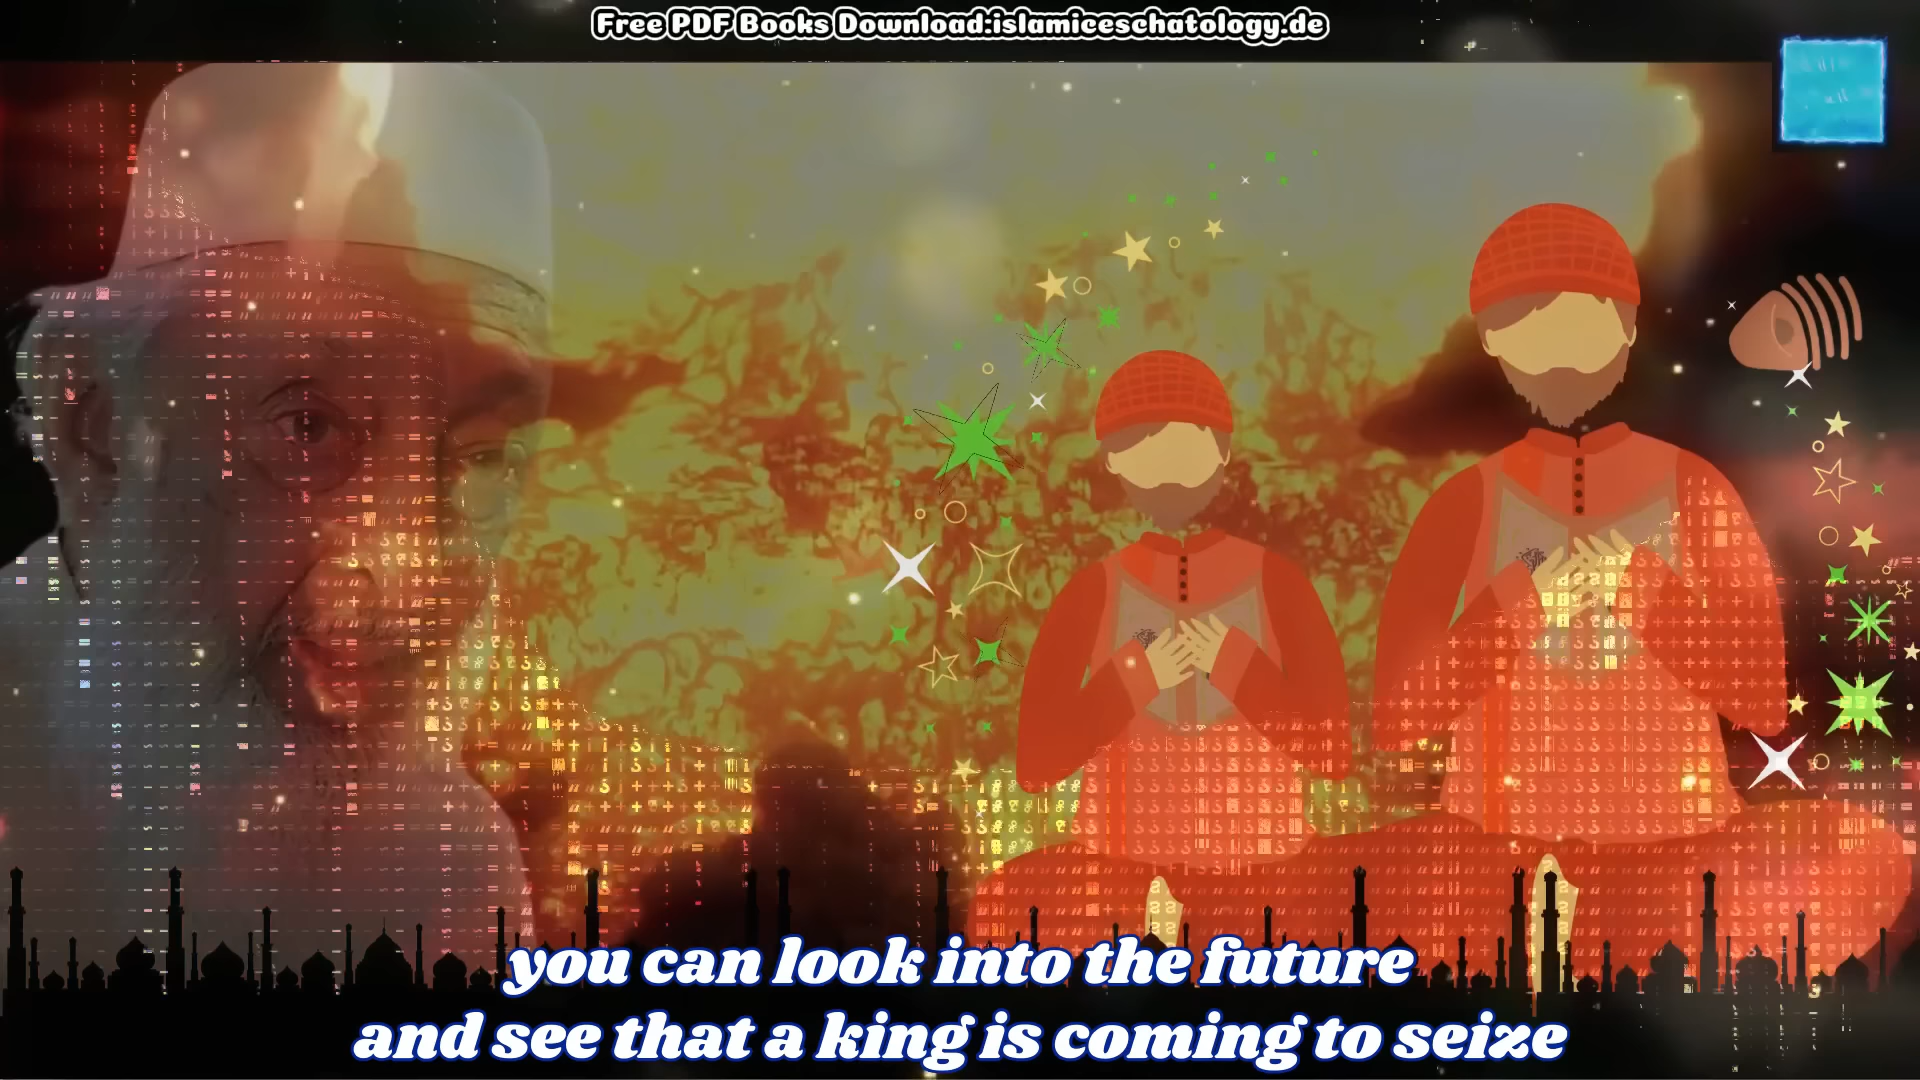 Free PDF Books Download:islamiceschatology.de
you can look into the future
and see that a king is coming to seize